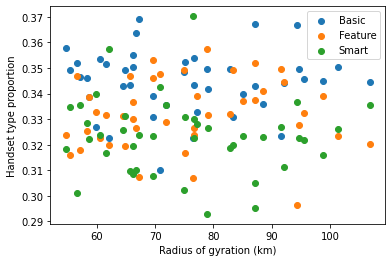 0.37
0.36
0.35
0.34
0.33
0.32
0.31
0.30
0.29
Handset type proportion
60
70
80
90
100
Radius of gyration (km)
Basic
Feature
Smart